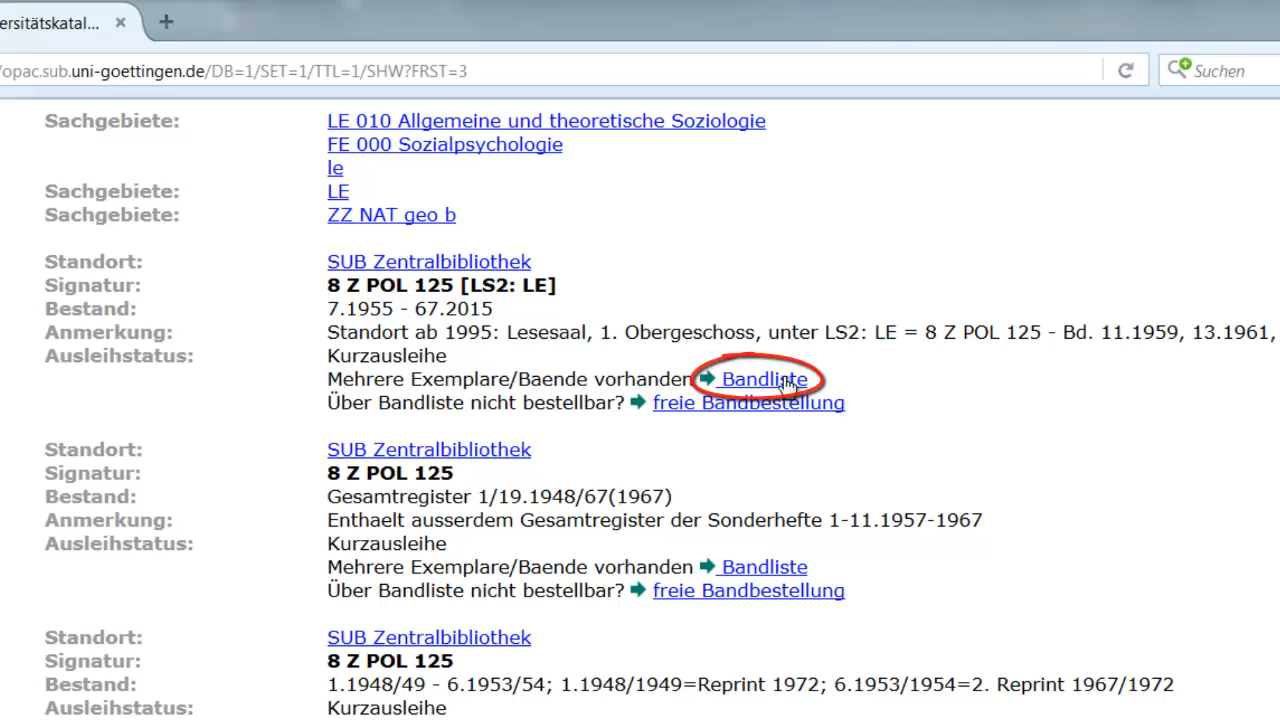 ersitätskatal...
/opac.sub.uni-goettingen.de/DB=1/SET=1/TTL=1/SHW?FRST=3
Suchen
Sachgebiete: LE 010 Allgemeine und theoretische Soziologie
FE 000 Sozialpsychologie
le
Sachgebiete: LE
Sachgebiete: ZZ NAT geo b
Standort: SUB Zentralbibliothek
Signatur: 8 Z POL 125 [LS2: LE]
Bestand: 7.1955 - 67.2015
Anmerkung: Standort ab 1995: Lesesaal, 1. Obergeschoss, unter LS2: LE = 8 Z POL 125 - Bd. 11.1959, 13.1961,
Ausleihstatus: Kurzausleihe
Mehrere Exemplare/Baende vorhanden Bandliste
Über Bandliste nicht bestellbar? freie Bandbestellung
Standort: SUB Zentralbibliothek
Signatur: 8 Z POL 125
Bestand: Gesamtregister 1/19.1948/67(1967)
Anmerkung: Enthaelt ausserdem Gesamtregister der Sonderhefte 1-11.1957-1967
Ausleihstatus: Kurzausleihe
Mehrere Exemplare/Baende vorhanden Bandliste
Über Bandliste nicht bestellbar? freie Bandbestellung
Standort: SUB Zentralbibliothek
Signatur: 8 Z POL 125
Bestand: 1.1948/49 - 6.1953/54; 1.1948/1949=Reprint 1972; 6.1953/1954=2. Reprint 1967/1972
Ausleihstatus: Kurzausleihe